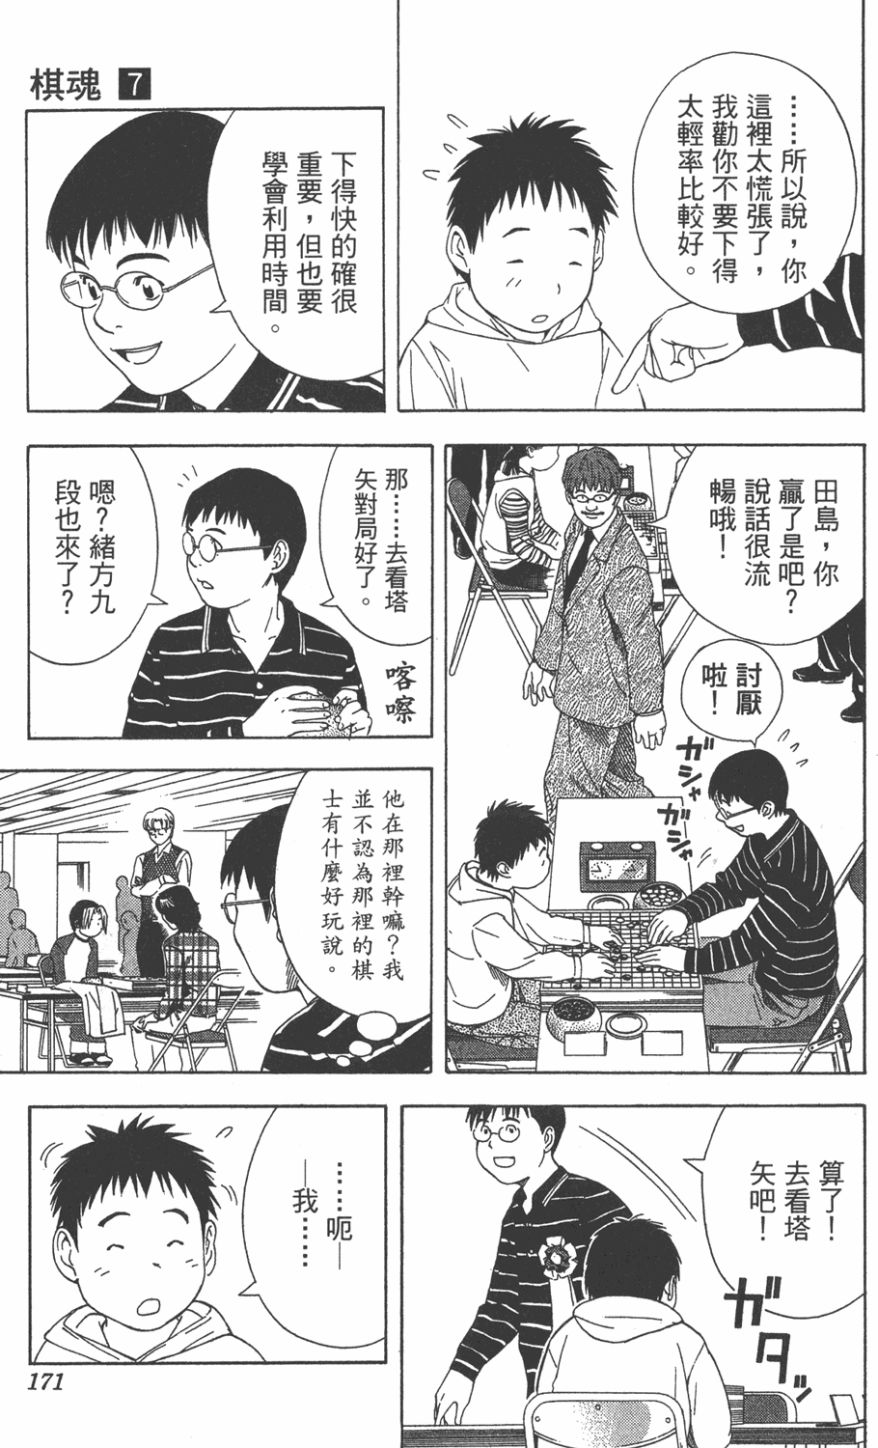 棋魂 7
……所以說，你
這裡太慌張了，
我勸你不要下得
太輕率比較好。
下得快的確很
重要，但也要
學會利用時間。
田島，你
贏了是吧？
說話很流
暢哦！
討厭
啦！
ガシャ
ガシャ
那……去看塔
矢對局好了。
嗯？緒方九
段也來了？
喀嚓
他在那裡幹嘛？我
並不認為那裡的棋
士有什麼好玩說。
算了！
去看塔
矢吧！
ガタッ
……呃—
—我……
171